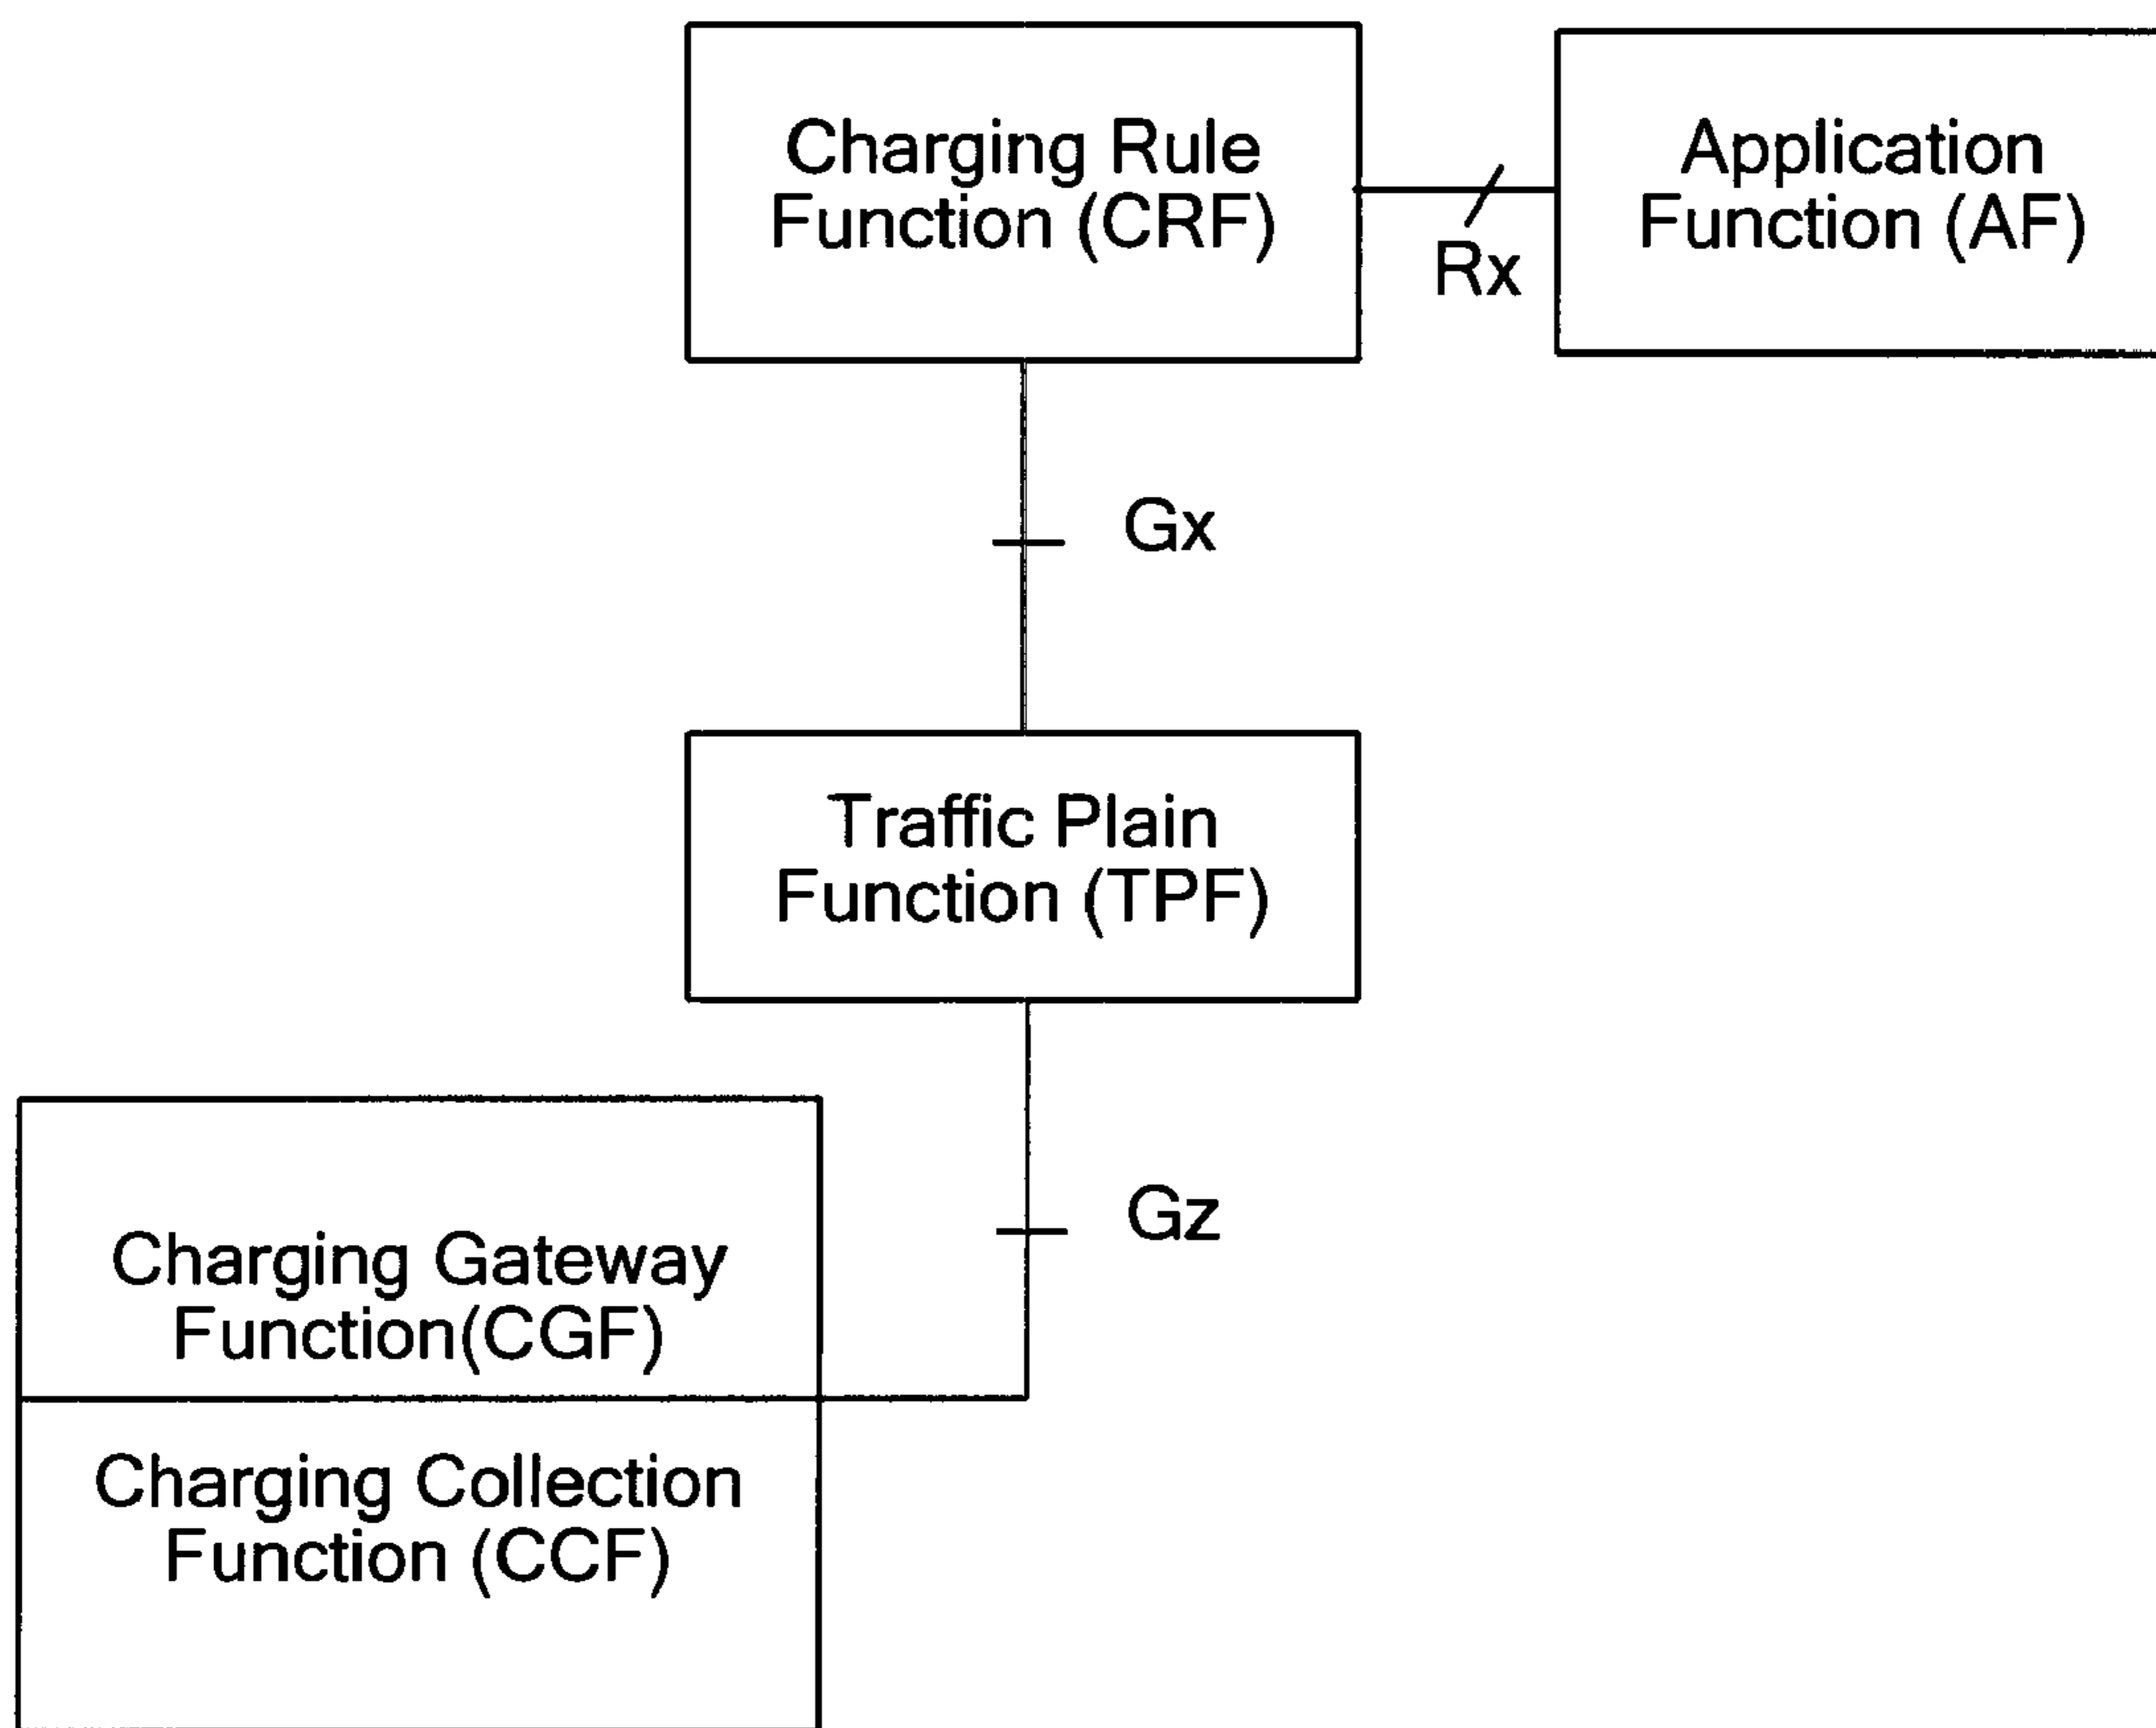 Charging Rule
Function (CRF)
Application
Function (AF)
Rx
Gx
Traffic Plain
Function (TPF)
Gz
Charging Gateway
Function(CGF)
Charging Collection
Function (CCF)